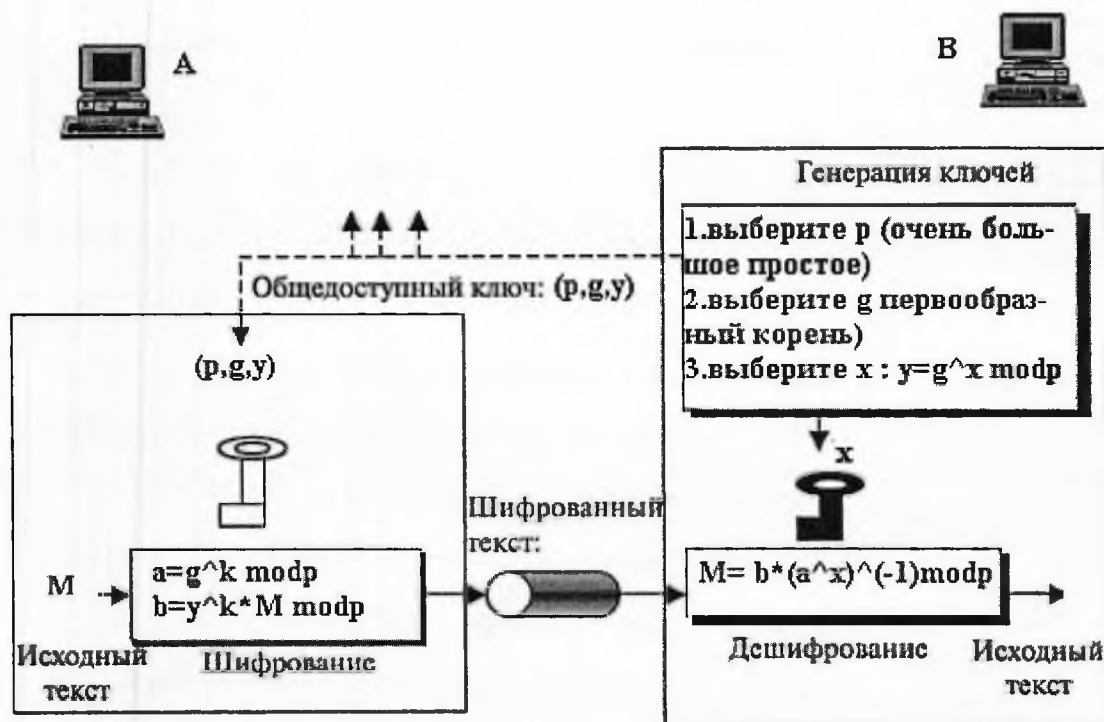 A
B
Генерация ключей
1.выберите p (очень боль-
шое простое)
2.выберите g первообраз-
ный корень)
3.выберите x : y=g^x modp
Общедоступный ключ: (p,g,y)
(p,g,y)
x
Шифрованный
текст:
M
a=g^k modp
b=y^k*M modp
M= b*(a^x)^(-1)modp
Исходный
текст
Шифрование
Дешифрование
Исходный
текст